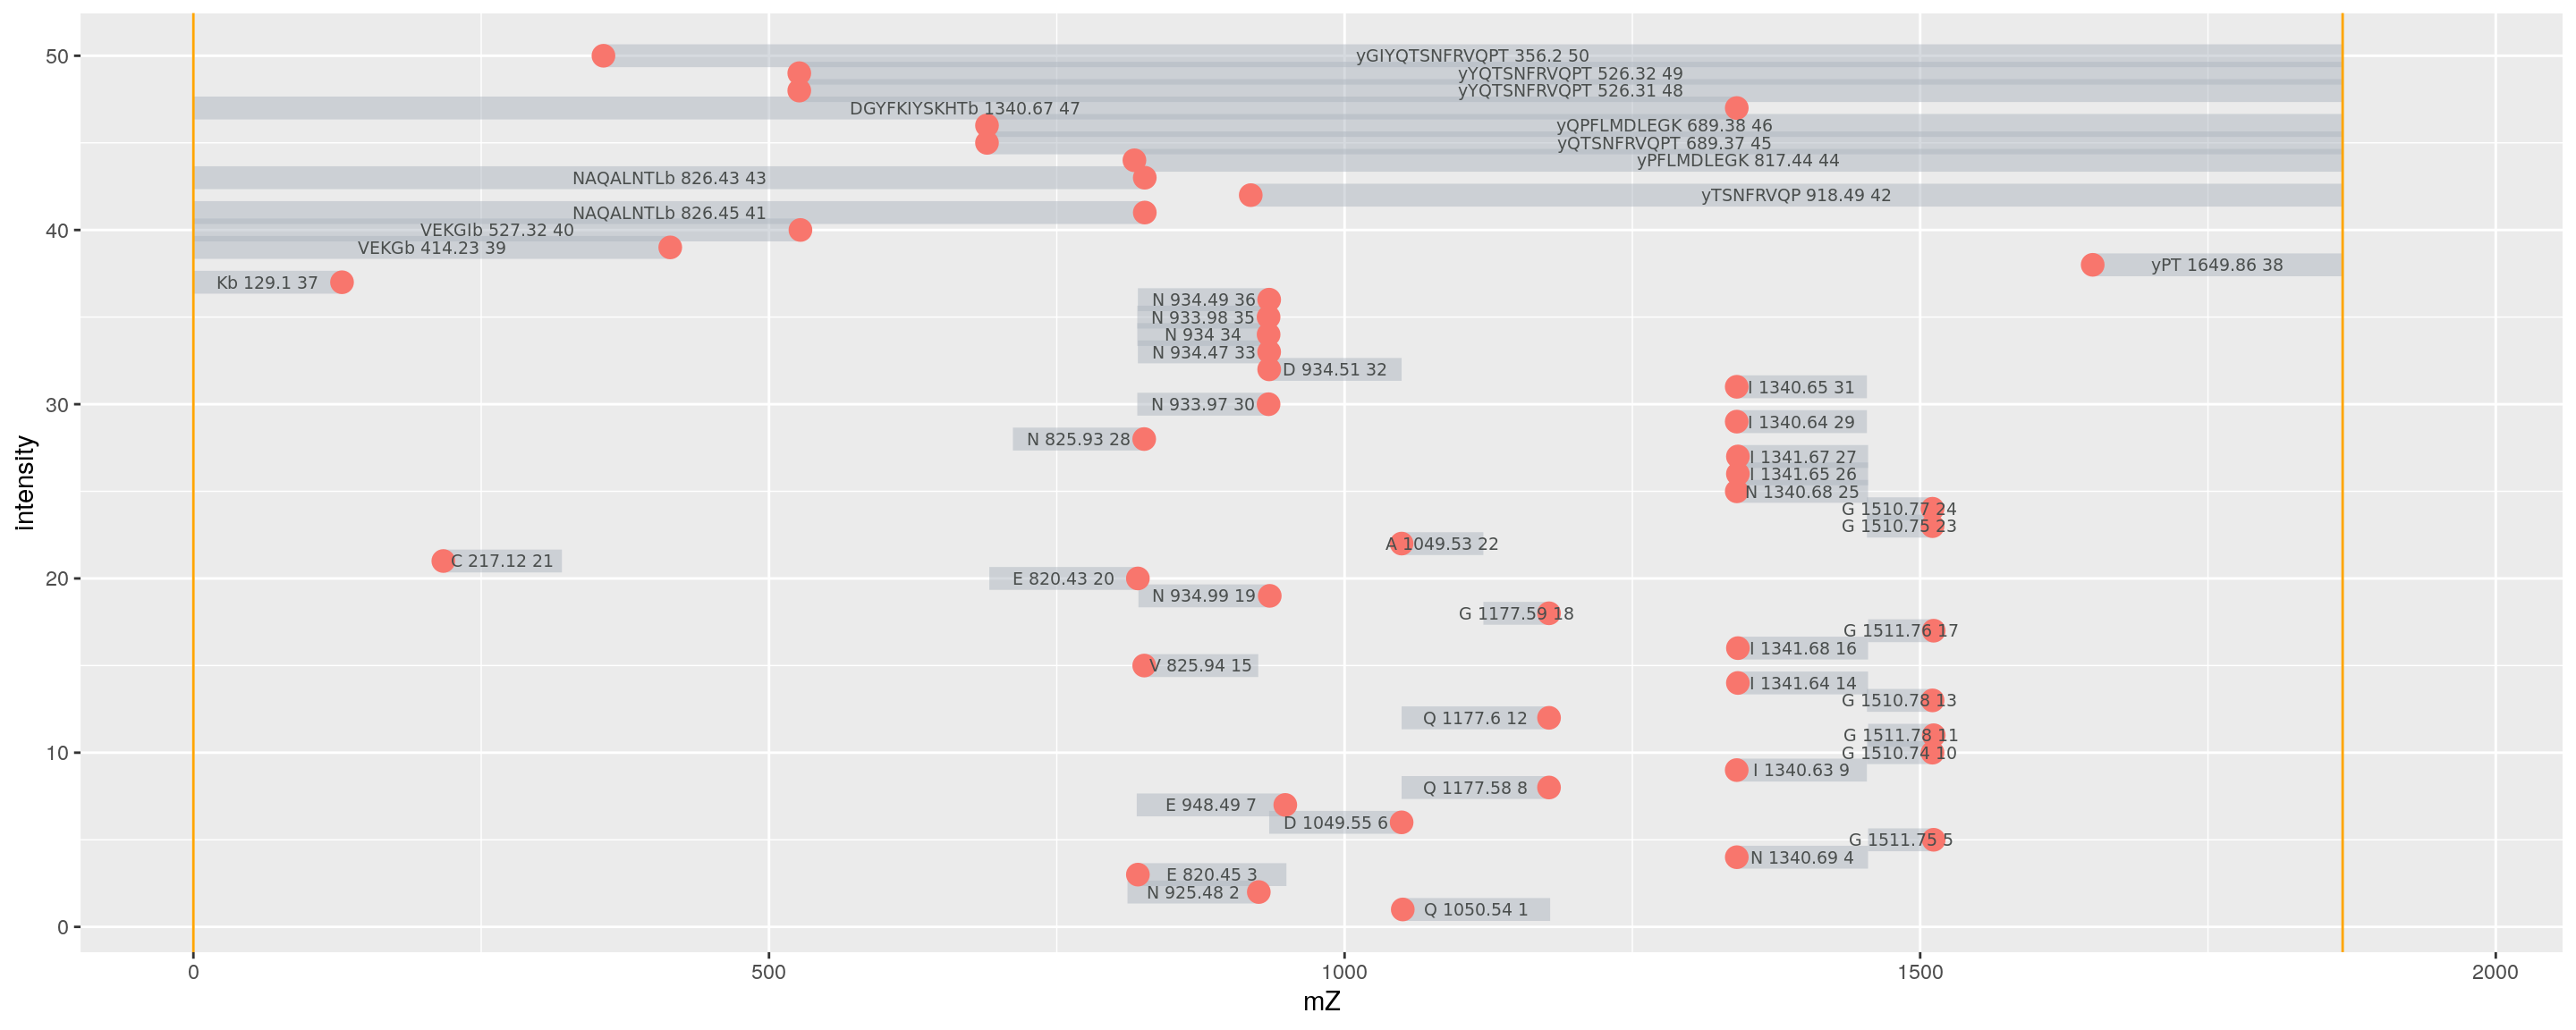 50
yGIYQTSNFRVQPT 356.2 50
yYQTSNFRVQPT 526.32 49
yYQTSNFRVQPT 526.31 48
DGYFKIYSKHTb 1340.67 47
yQPFLMDLEGK 689.38 46
yQTSNFRVQPT 689.37 45
yPFLMDLEGK 817.44 44
NAQALNTLb 826.43 43
yTSNFRVQP 918.49 42
NAQALNTLb 826.45 41
40
VEKGIb 527.32 40
VEKGb 414.23 39
yPT 1649.86 38
Kb 129.1 37
N 934.49 36
N 933.98 35
N 934 34
N 934.47 33
D 934.51 32
I 1340.65 31
30
N 933.97 30
I 1340.64 29
N 825.93 28
I 1341.67 27
I 1341.65 26
N 1340.68 25
G 1510.77 24
G 1510.75 23
A 1049.53 22
C 217.12 21
20
E 820.43 20
N 934.99 19
G 1177.59 18
G 1511.76 17
I 1341.68 16
V 825.94 15
I 1341.64 14
G 1510.78 13
Q 1177.6 12
G 1511.78 11
10
G 1510.74 10
I 1340.63 9
Q 1177.58 8
E 948.49 7
D 1049.55 6
G 1511.75 5
N 1340.69 4
E 820.45 3
N 925.48 2
Q 1050.54 1
0
intensity
0 500 1000 1500 2000
mZ